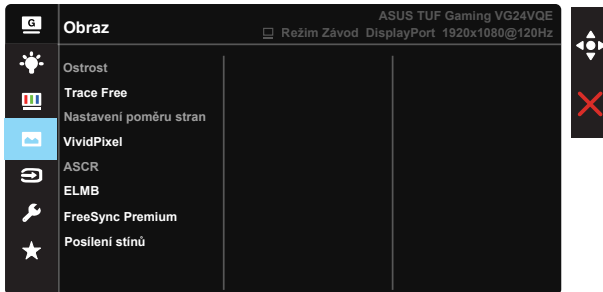 G
Obraz
ASUS TUF Gaming VG24VQE
Režim Závod DisplayPort 1920x1080@120Hz
Ostrost
Trace Free
Nastavení poměru stran
VividPixel
ASCR
ELMB
FreeSync Premium
Posílení stínů